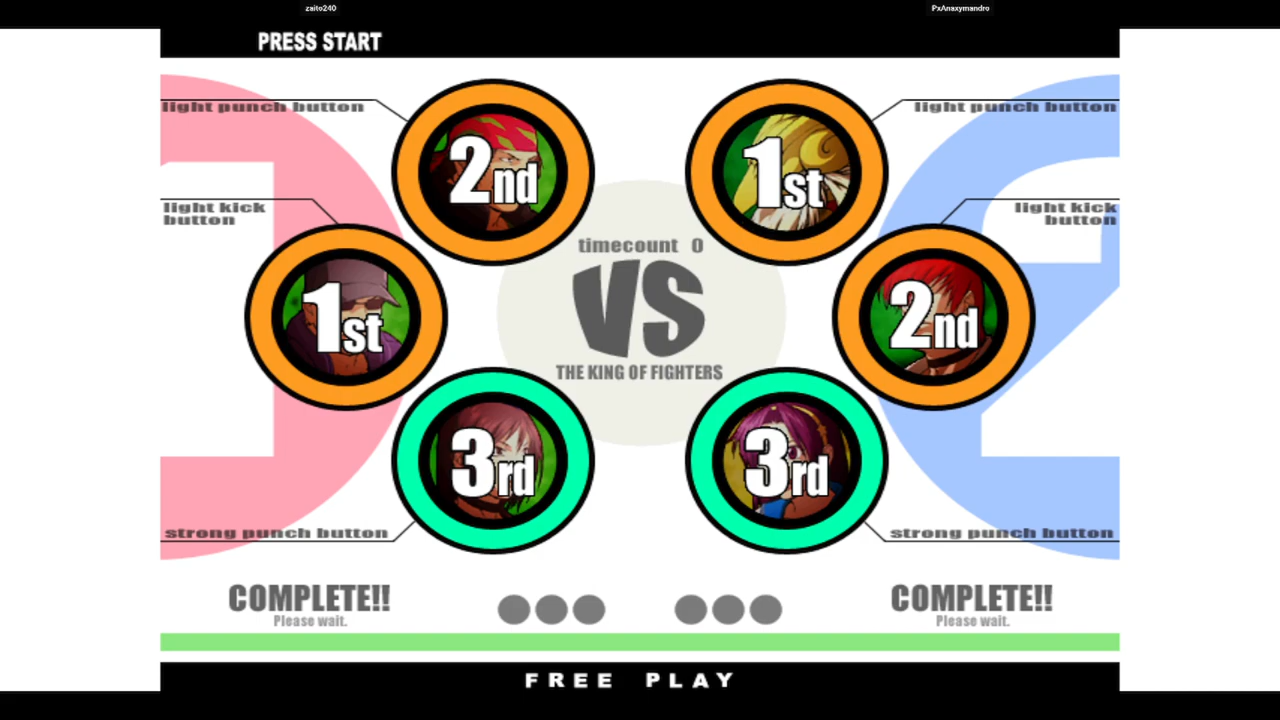 zaito240
PxAnaxymandro
PRESS START
light punch button
light punch button
2nd
1st
light kick
button
light kick
button
timecount 0
VS
THE KING OF FIGHTERS
1st
2nd
3rd
3rd
strong punch button
strong punch button
COMPLETE!!
Please wait.
COMPLETE!!
Please wait.
FREE PLAY